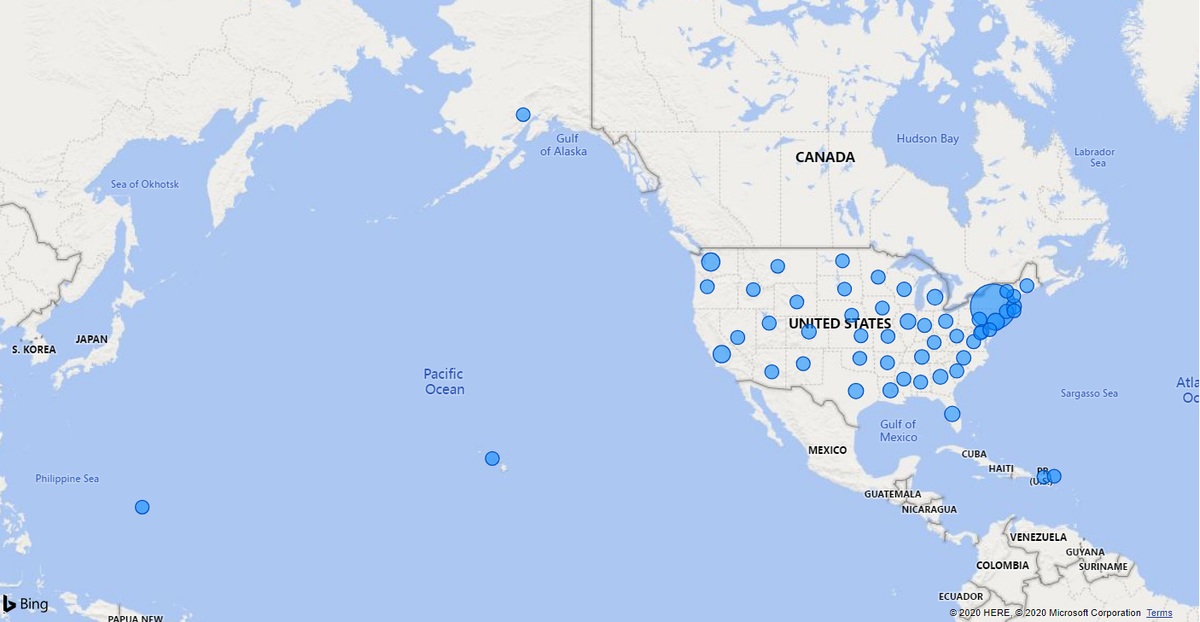 Hudson Bay
Labrador
Sea
CANADA
Gulf
of Alaska
Sea of Okhotsk
UNITED STATES
JAPAN
S. KOREA
Pacific
Ocean
Atla
Oc
Sargasso Sea
Gulf of
Mexico
MEXICO
CUBA
HAITI
PR
(U.S.)
Philippine Sea
GUATEMALA
NICARAGUA
VENEZUELA
GUYANA
COLOMBIA
SURINAME
ECUADOR
Bing
PAPUA NEW
© 2020 HERE, © 2020 Microsoft Corporation Terms